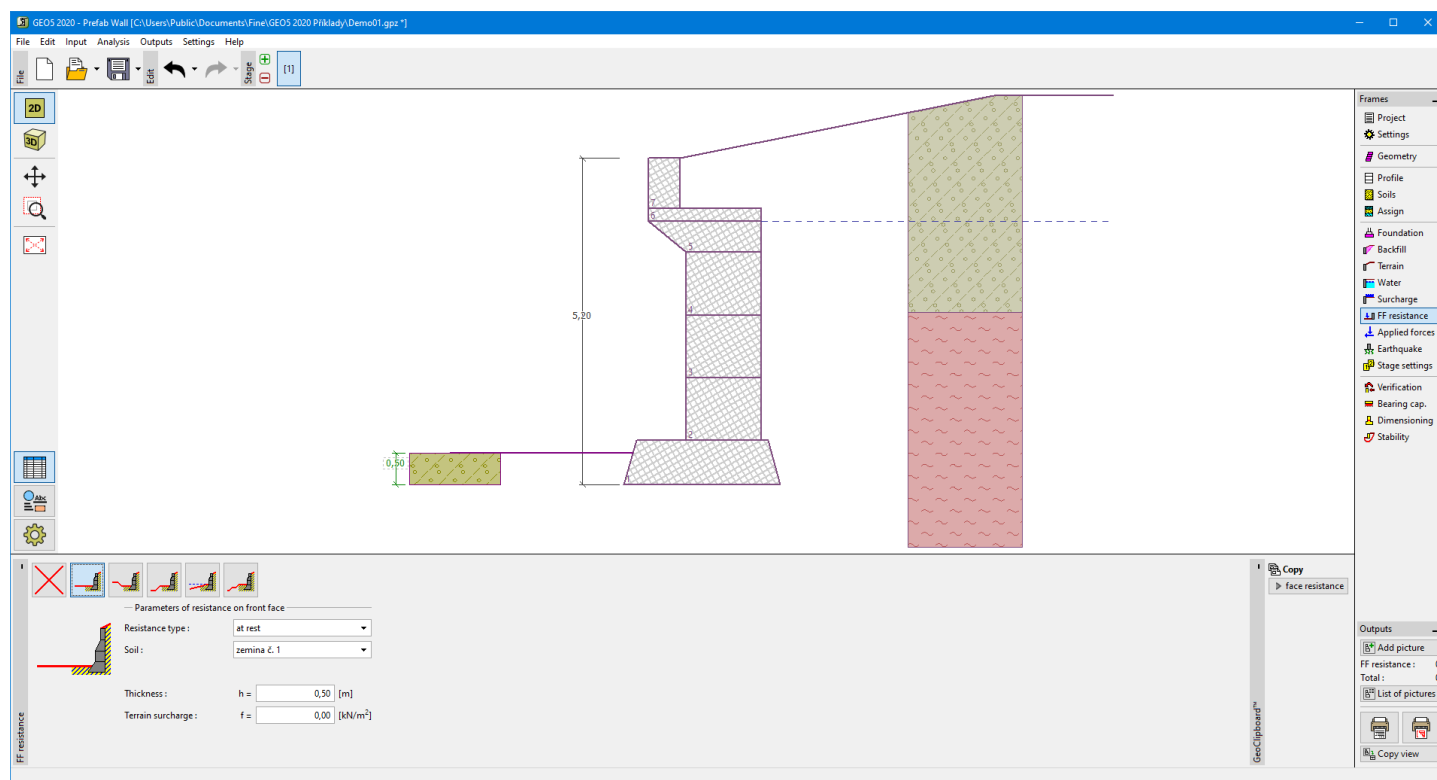 GEO5 2020 - Prefab Wall [C:\Users\Public\Documents\Fine\GEO5 2020 Příklady\Demo01.gpz *]
File Edit Input Analysis Outputs Settings Help
File
Edit
Stage
[1]
2D
3D
Abc
7
6
5
4
3
2
1
5,20
0,50
Frames
Project
Settings
Geometry
Profile
Soils
Assign
Foundation
Backfill
Terrain
Water
Surcharge
FF resistance
Applied forces
Earthquake
Stage settings
Verification
Bearing cap.
Dimensioning
Stability
FF resistance
Parameters of resistance on front face
Resistance type : at rest
Soil : zemina č. 1
Thickness : h = 0,50 [m]
Terrain surcharge : f = 0,00 [kN/m²]
GeoClipboard™
Copy
face resistance
Outputs
Add picture
FF resistance :
Total :
List of pictures
Copy view